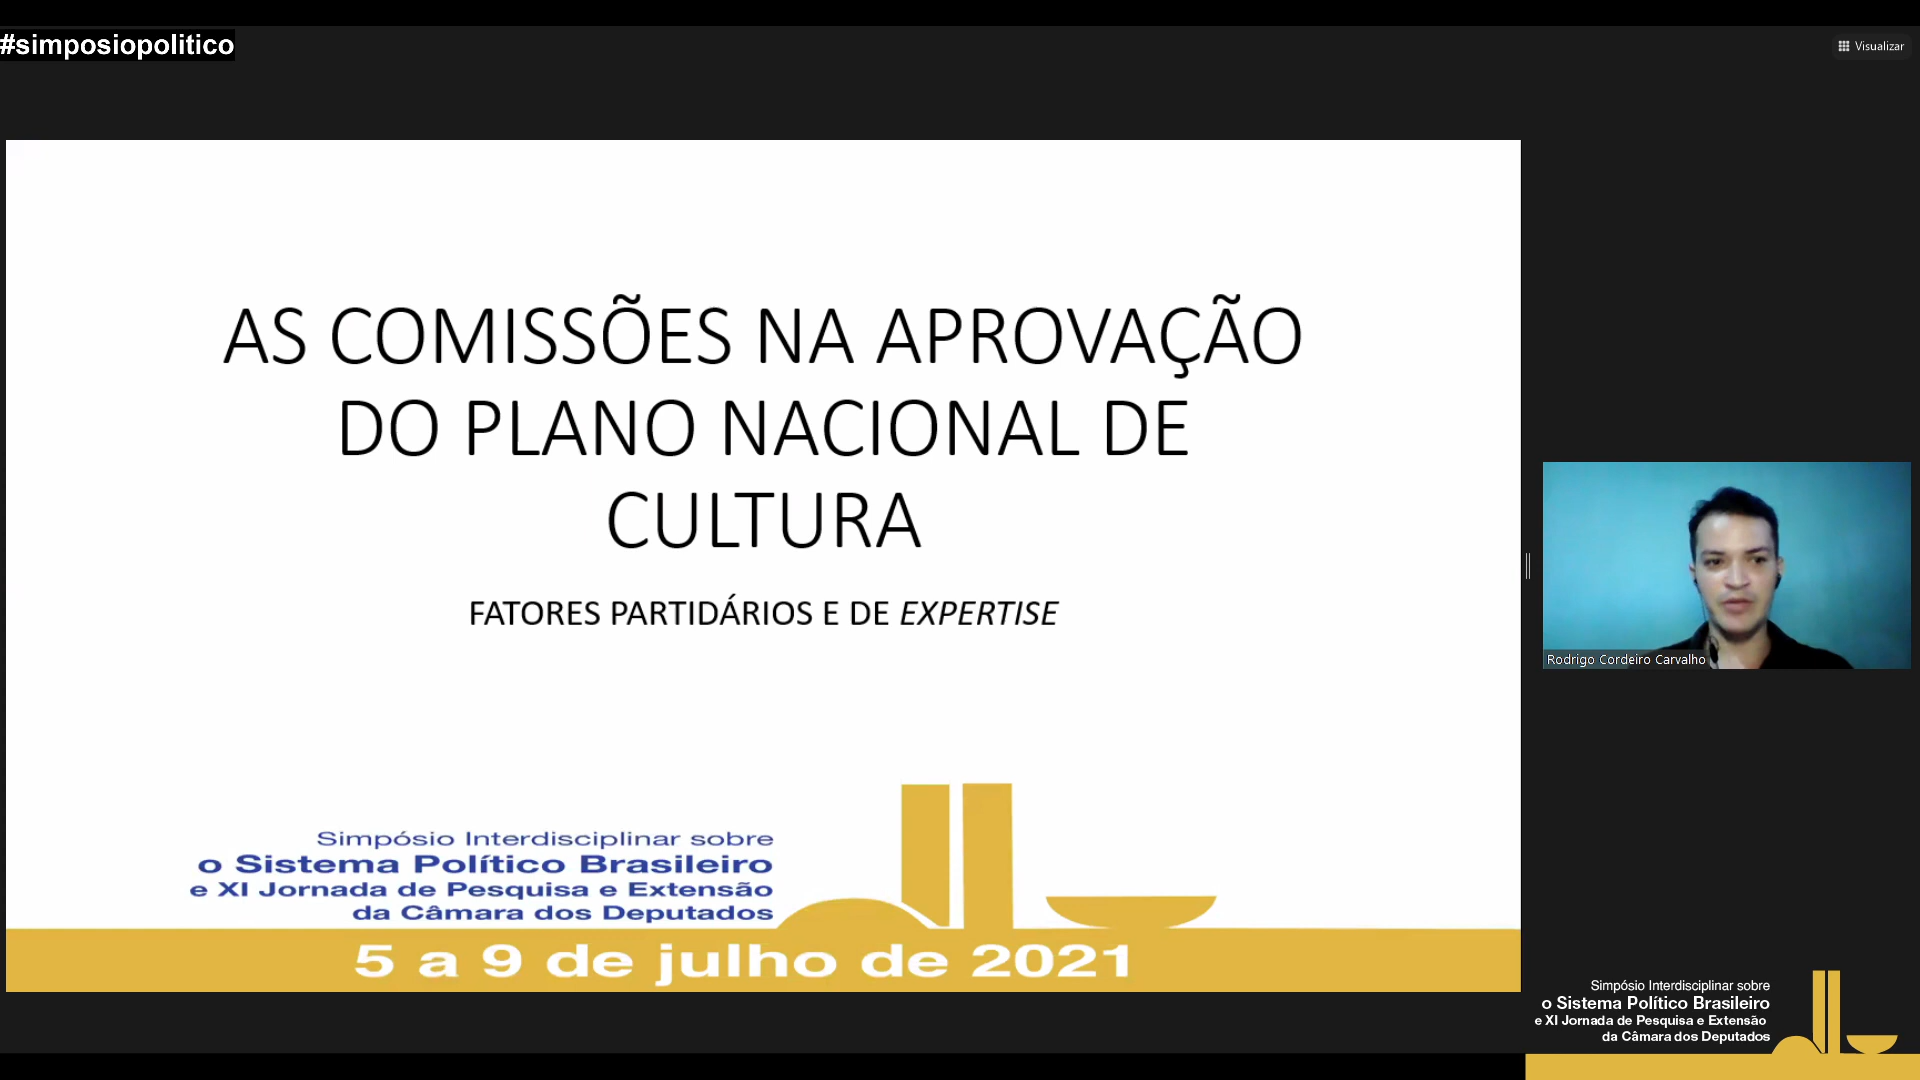 #simposiopolitico
Visualizar
AS COMISSÕES NA APROVAÇÃO
DO PLANO NACIONAL DE
CULTURA
FATORES PARTIDÁRIOS E DE EXPERTISE
Simpósio Interdisciplinar sobre
o Sistema Político Brasileiro
e XI Jornada de Pesquisa e Extensão
da Câmara dos Deputados
5 a 9 de julho de 2021
Rodrigo Cordeiro Carvalho
Simpósio Interdisciplinar sobre
o Sistema Político Brasileiro
e XI Jornada de Pesquisa e Extensão
da Câmara dos Deputados